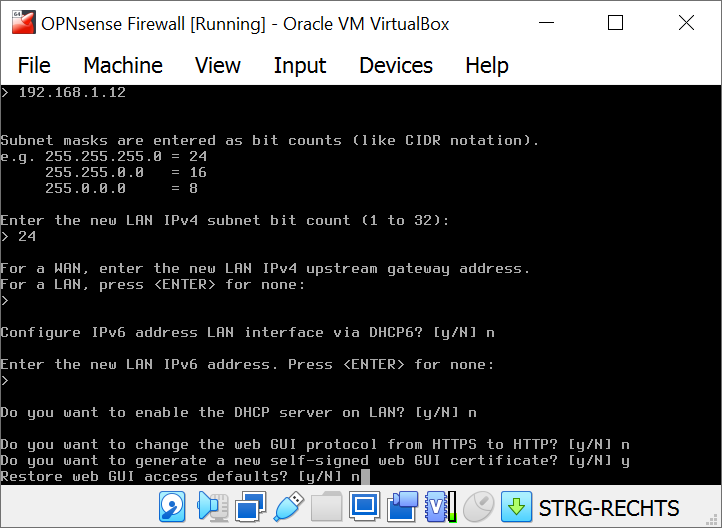 OPNsense Firewall [Running] - Oracle VM VirtualBox
File Machine View Input Devices Help
> 192.168.1.12
Subnet masks are entered as bit counts (like CIDR notation).
e.g. 255.255.255.0 = 24
     255.255.0.0   = 16
     255.0.0.0     = 8
Enter the new LAN IPv4 subnet bit count (1 to 32):
> 24
For a WAN, enter the new LAN IPv4 upstream gateway address.
For a LAN, press <ENTER> for none:
>
Configure IPv6 address LAN interface via DHCP6? [y/N] n
Enter the new LAN IPv6 address. Press <ENTER> for none:
>
Do you want to enable the DHCP server on LAN? [y/N] n
Do you want to change the web GUI protocol from HTTPS to HTTP? [y/N] n
Do you want to generate a new self-signed web GUI certificate? [y/N] y
Restore web GUI access defaults? [y/N] n
STRG-RECHTS